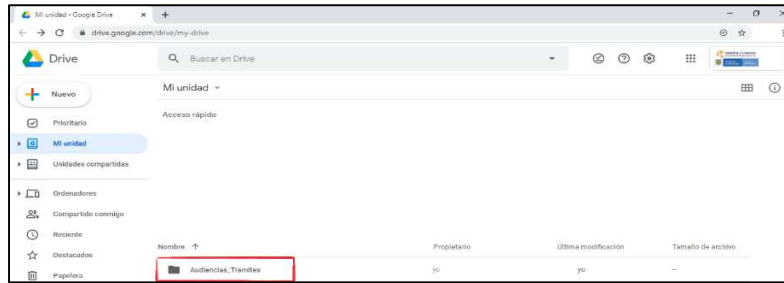 Mi unidad - Google Drive
drive.google.com/drive/my-drive
Drive
Buscar en Drive
Nuevo
Mi unidad
Prioritario
Acceso rápido
Mi unidad
Unidades compartidas
Ordenadores
Compartido conmigo
Reciente
Destacados
Papelera
Nombre
Propietario
Última modificación
Tamaño de archivo
Audiencias_Tramites
yo
yo
–